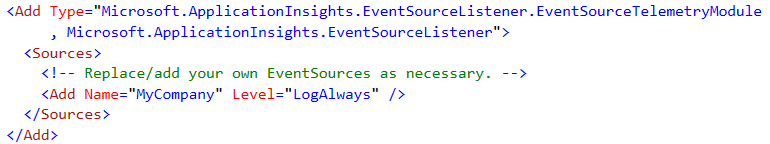 <Add Type="Microsoft.ApplicationInsights.EventSourceListener.EventSourceTelemetryModule
, Microsoft.ApplicationInsights.EventSourceListener">
<Sources>
<!-- Replace/add your own EventSources as necessary. -->
<Add Name="MyCompany" Level="LogAlways" />
</Sources>
</Add>